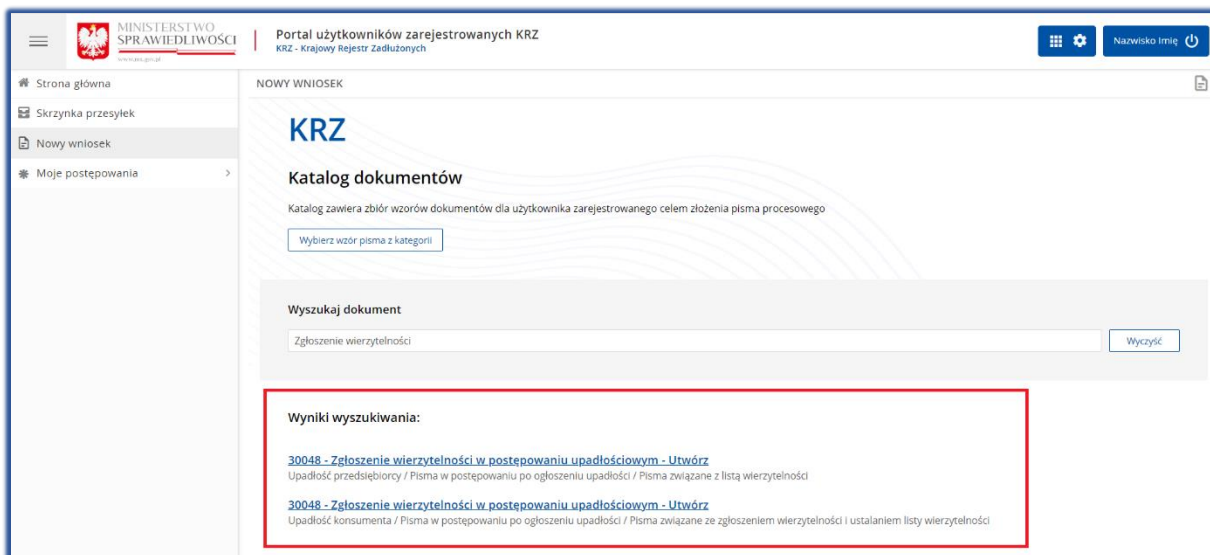 MINISTERSTWO
SPRAWIEDLIWOŚCI
www.ms.gov.pl
Portal użytkowników zarejestrowanych KRZ
KRZ - Krajowy Rejestr Zadłużonych
Nazwisko Imię
Strona główna
Skrzynka przesyłek
Nowy wniosek
Moje postępowania
NOWY WNIOSEK
KRZ
Katalog dokumentów
Katalog zawiera zbiór wzorów dokumentów dla użytkownika zarejestrowanego celem złożenia pisma procesowego
Wybierz wzór pisma z kategorii
Wyszukaj dokument
Zgłoszenie wierzytelności
Wyczyść
Wyniki wyszukiwania:
30048 - Zgłoszenie wierzytelności w postępowaniu upadłościowym - Utwórz
Upadłość przedsiębiorcy / Pisma w postępowaniu po ogłoszeniu upadłości / Pisma związane z listą wierzytelności
30048 - Zgłoszenie wierzytelności w postępowaniu upadłościowym - Utwórz
Upadłość konsumenta / Pisma w postępowaniu po ogłoszeniu upadłości / Pisma związane ze zgłoszeniem wierzytelności i ustalaniem listy wierzytelności